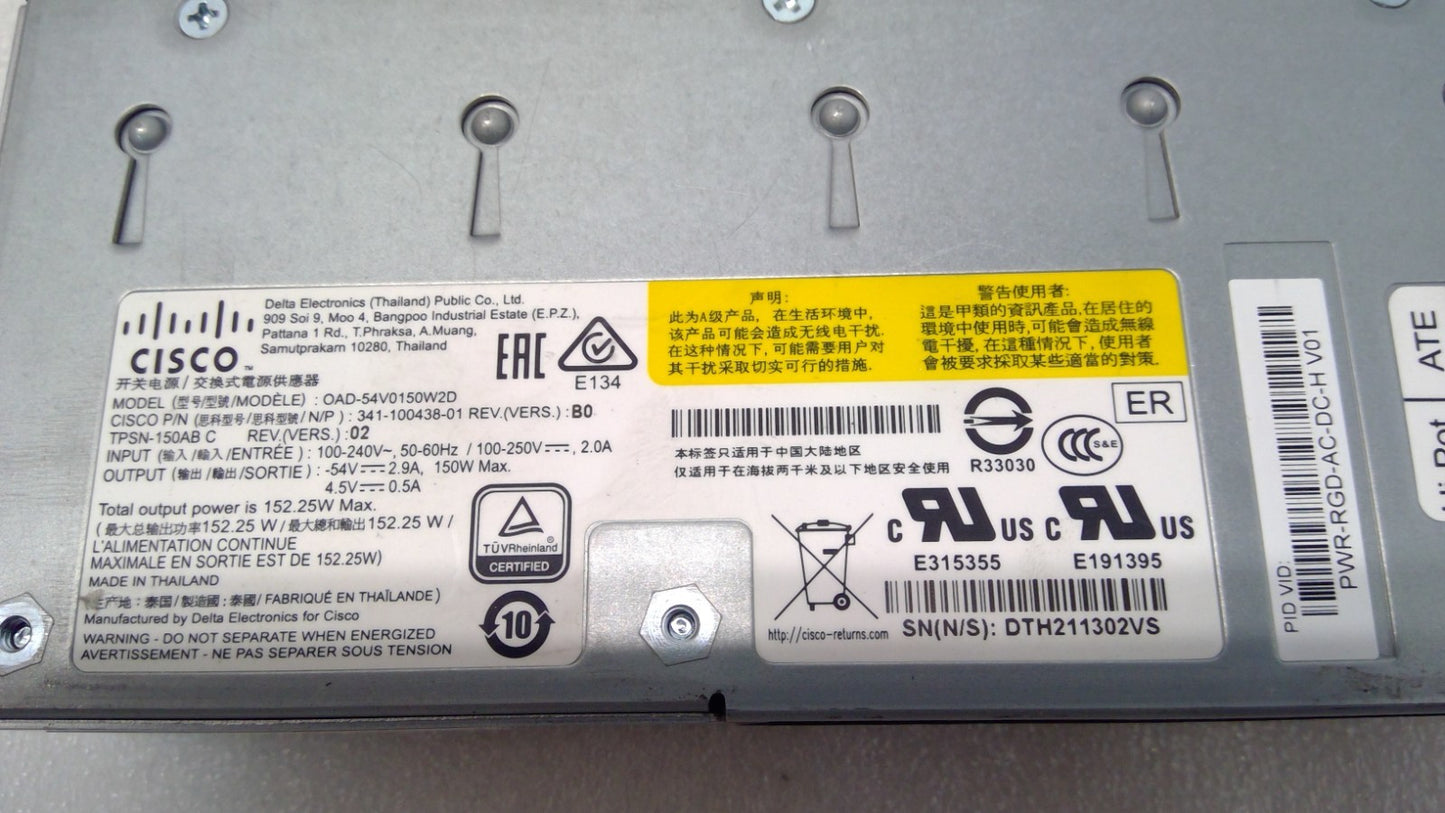 CISCO™
Delta Electronics (Thailand) Public Co., Ltd.
909 Soi 9, Moo 4, Bangpoo Industrial Estate (E.P.Z.),
Pattana 1 Rd., T.Phraksa, A.Muang,
Samutprakarn 10280, Thailand
EAC
E134
开关电源 / 交換式電源供應器
MODEL (型号/型號/MODÈLE) : OAD-54V0150W2D
CISCO P/N (思科型号/思科型號/N/P) : 341-100438-01 REV.(VERS.) : B0
TPSN-150AB C REV.(VERS.) : 02
INPUT (输入/輸入/ENTRÉE) : 100-240V~, 50-60Hz / 100-250V⎓, 2.0A
OUTPUT (输出/輸出/SORTIE) : -54V⎓2.9A, 150W Max.
4.5V⎓0.5A
Total output power is 152.25W Max.
(最大总输出功率152.25 W / 最大總和輸出152.25 W /
L'ALIMENTATION CONTINUE
MAXIMALE EN SORTIE EST DE 152.25W)
MADE IN THAILAND
产地 : 泰国 / 製造國 : 泰國 / FABRIQUÉ EN THAÏLANDE)
Manufactured by Delta Electronics for Cisco
WARNING - DO NOT SEPARATE WHEN ENERGIZED
AVERTISSEMENT - NE PAS SEPARER SOUS TENSION
TÜVRheinland®
CERTIFIED
10
声明:
此为A级产品, 在生活环境中,
该产品可能会造成无线电干扰.
在这种情况下, 可能需要用户对
其干扰采取切实可行的措施.
警告使用者:
這是甲類的資訊產品,在居住的
環境中使用時,可能會造成無線
電干擾, 在這種情況下, 使用者
會被要求採取某些適當的對策.
本标签只适用于中国大陆地区
仅适用于在海拔两千米及以下地区安全使用
R33030
CCC S&E
ER
c RU US
E315355
c RU US
E191395
http://cisco-returns.com
SN(N/S): DTH211302VS
PID VID:
PWR-RGD-AC-DC-H V01
ATE